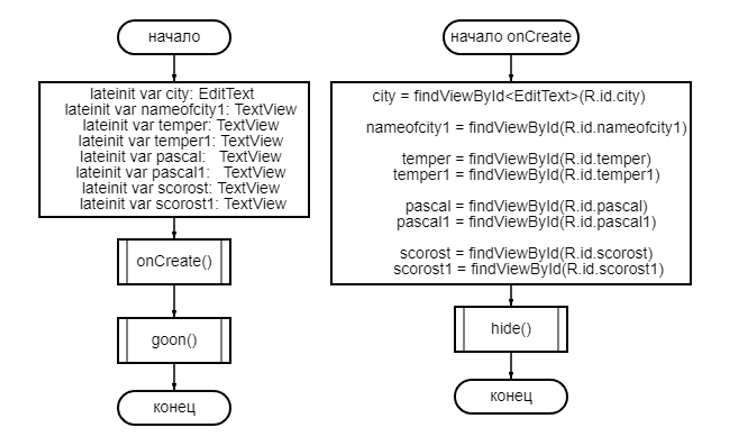 начало
lateinit var city: EditText
lateinit var nameofcity1: TextView
lateinit var temper: TextView
lateinit var temper1: TextView
lateinit var pascal: TextView
lateinit var pascal1: TextView
lateinit var scorost: TextView
lateinit var scorost1: TextView
onCreate()
goon()
конец
начало onCreate
city = findViewById<EditText>(R.id.city)
nameofcity1 = findViewById(R.id.nameofcity1)
temper = findViewById(R.id.temper)
temper1 = findViewById(R.id.temper1)
pascal = findViewById(R.id.pascal)
pascal1 = findViewById(R.id.pascal1)
scorost = findViewById(R.id.scorost)
scorost1 = findViewById(R.id.scorost1)
hide()
конец